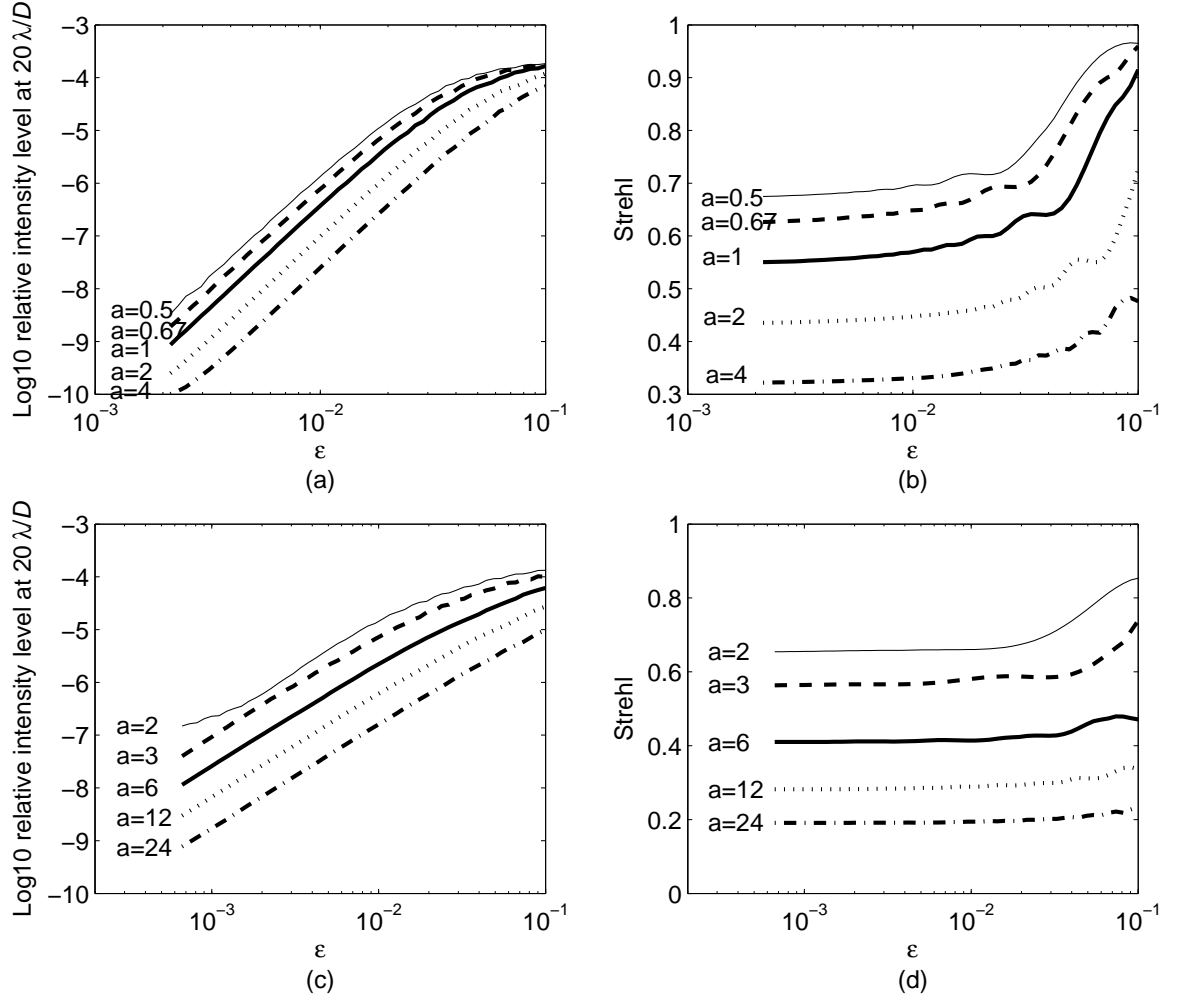 Log10 relative intensity level at 20 λ/D
−3
−4
−5
−6
−7
−8
−9
−10
a=0.5
a=0.67
a=1
a=2
a=4
10−3
10−2
10−1
ε
(a)
Strehl
1
0.9
0.8
0.7
0.6
0.5
0.4
0.3
a=0.5
a=0.67
a=1
a=2
a=4
10−3
10−2
10−1
ε
(b)
Log10 relative intensity level at 20 λ/D
−3
−4
−5
−6
−7
−8
−9
−10
a=2
a=3
a=6
a=12
a=24
10−3
10−2
10−1
ε
(c)
Strehl
1
0.8
0.6
0.4
0.2
0
a=2
a=3
a=6
a=12
a=24
10−3
10−2
10−1
ε
(d)